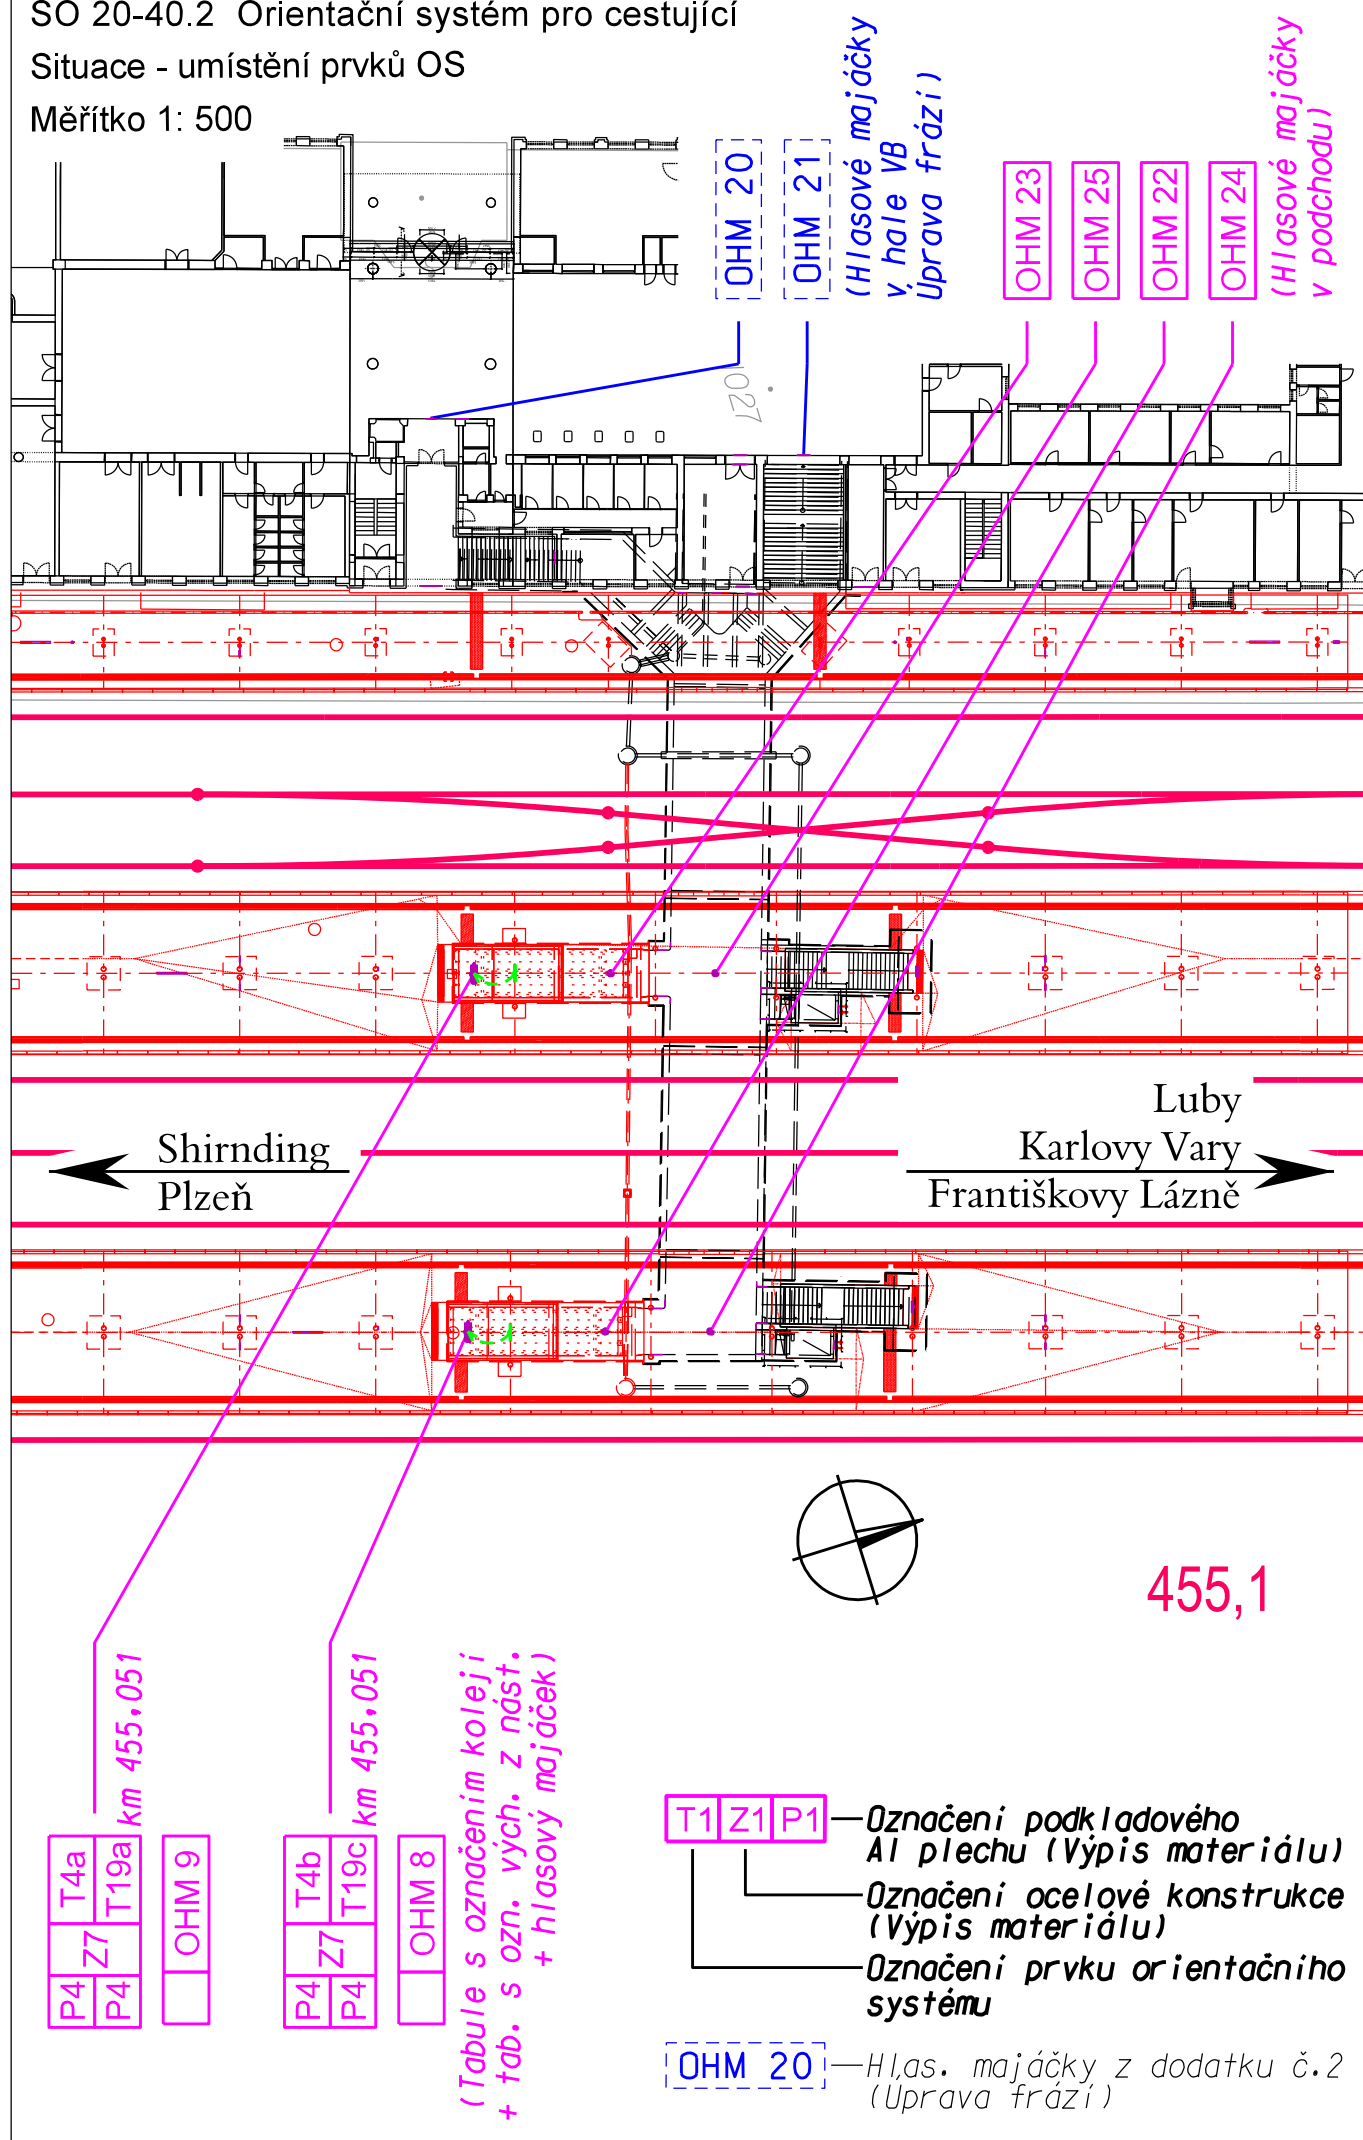 SO 20-40.2 Orientační systém pro cestující
Situace - umístění prvků OS
Měřítko 1: 500
OHM 20
OHM 21
(Hlasové majáčky
v hale VB
Úprava frází)
OHM 23
OHM 25
OHM 22
OHM 24
(Hlasové majáčky
v podchodu)
027
Shirnding
Plzeň
Luby
Karlovy Vary
Františkovy Lázně
455,1
km 455.051
P4 Z7 T4a
P4 T19a
OHM 9
km 455.051
P4 Z7 T4b
P4 T19c
OHM 8
(Tabule s označením kolejí
+ tab. s ozn. vých. z nást.
+ hlasový majáček)
T1 Z1 P1
Označení podkladového
Al plechu (Výpis materiálu)
Označení ocelové konstrukce
(Výpis materiálu)
Označení prvku orientačního
systému
OHM 20
Hlas. majáčky z dodatku č.2
(Úprava frází)